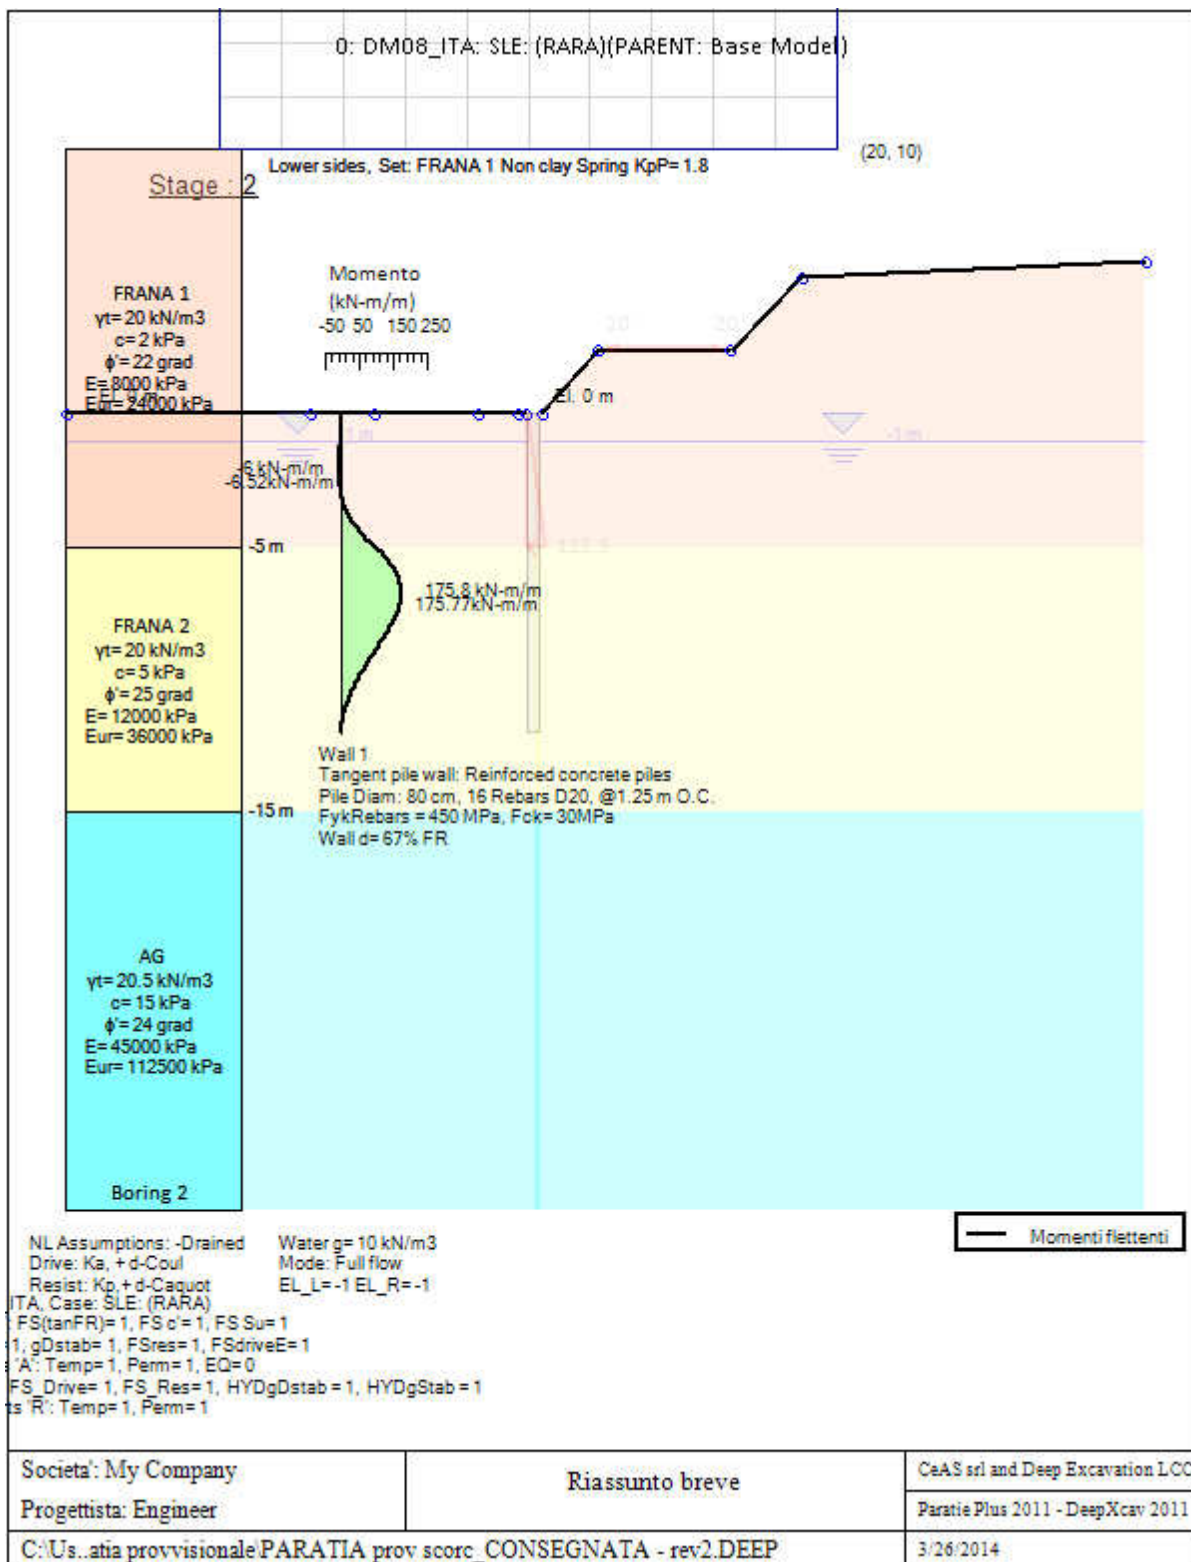 0: DM08_ITA: SLE: (RARA)(PARENT: Base Model)
(20, 10)
Lower sides, Set: FRANA 1 Non clay Spring KpP= 1.8
Stage : 2
Momento
(kN-m/m)
-50 50 150 250
FRANA 1
γt= 20 kN/m3
c= 2 kPa
ϕ'= 22 grad
E= 8000 kPa
El. 0 m
Eur= 24000 kPa
El. 0 m
-1 m
-1 m
-6 kN-m/m
-6.52kN-m/m
-5 m
175.8 kN-m/m
175.77kN-m/m
FRANA 2
γt= 20 kN/m3
c= 5 kPa
ϕ'= 25 grad
E= 12000 kPa
Eur= 36000 kPa
Wall 1
Tangent pile wall: Reinforced concrete piles
Pile Diam: 80 cm, 16 Rebars D20, @1.25 m O.C.
FykRebars = 450 MPa, Fck= 30MPa
Wall d= 67% FR
-15 m
AG
γt= 20.5 kN/m3
c= 15 kPa
ϕ'= 24 grad
E= 45000 kPa
Eur= 112500 kPa
Boring 2
Momenti flettenti
NL Assumptions: -Drained Water g= 10 kN/m3
Drive: Ka, + d-Coul Mode: Full flow
Resist: Kp,+ d-Caquot EL_L= -1 EL_R= -1
ITA, Case: SLE: (RARA)
: FS(tanFR)= 1, FS c'= 1, FS Su= 1
1, gDstab= 1, FSres= 1, FSdriveE= 1
'A': Temp= 1, Perm= 1, EQ= 0
FS_Drive= 1, FS_Res= 1, HYDgDstab = 1, HYDgStab = 1
ts 'R': Temp= 1, Perm= 1
Societa': My Company
Progettista: Engineer
Riassunto breve
CeAS srl and Deep Excavation LCC
Paratie Plus 2011 - DeepXcav 2011
C:\Us..atia provvisionale\PARATIA prov scorc_CONSEGNATA - rev2.DEEP
3/26/2014